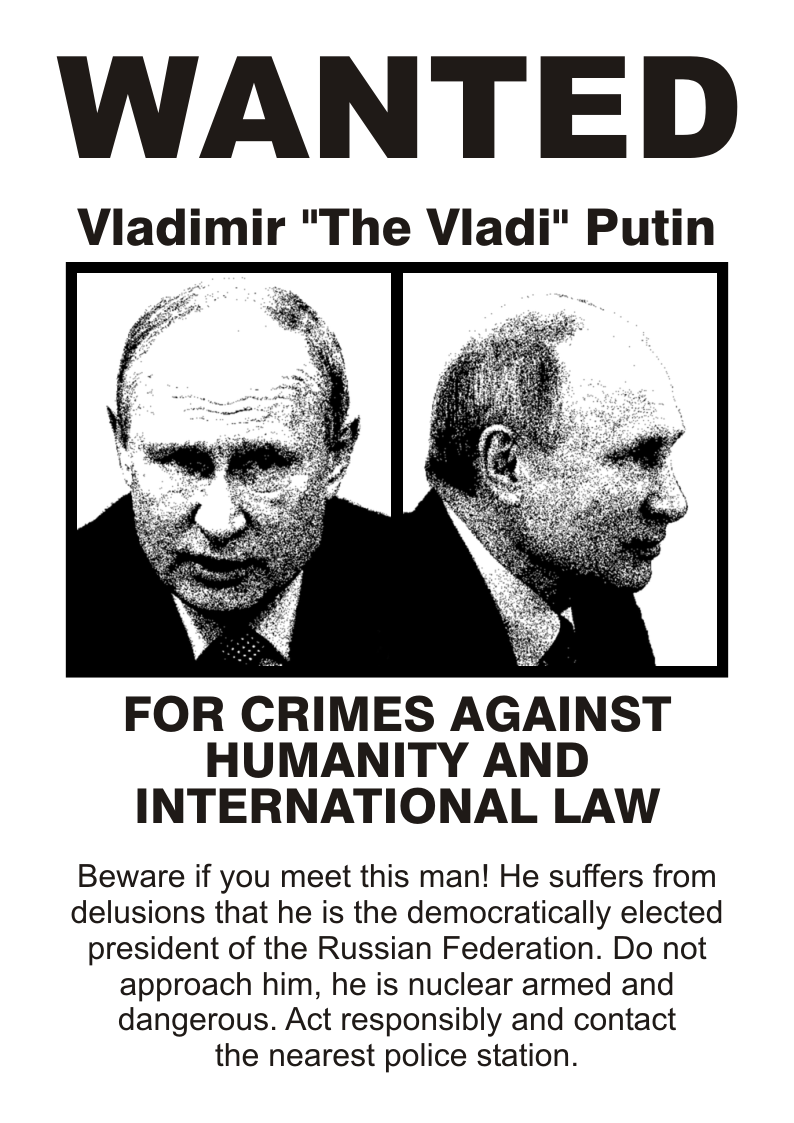 WANTED
Vladimir "The Vladi" Putin
FOR CRIMES AGAINST
HUMANITY AND
INTERNATIONAL LAW
Beware if you meet this man! He suffers from
delusions that he is the democratically elected
president of the Russian Federation. Do not
approach him, he is nuclear armed and
dangerous. Act responsibly and contact
the nearest police station.